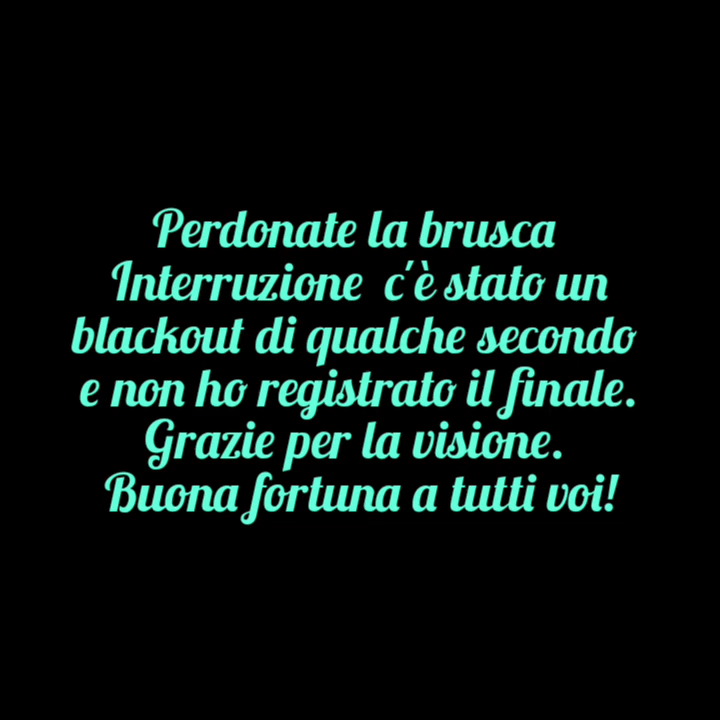 Perdonate la brusca
Interruzione c'è stato un
blackout di qualche secondo
e non ho registrato il finale.
Grazie per la visione.
Buona fortuna a tutti voi!